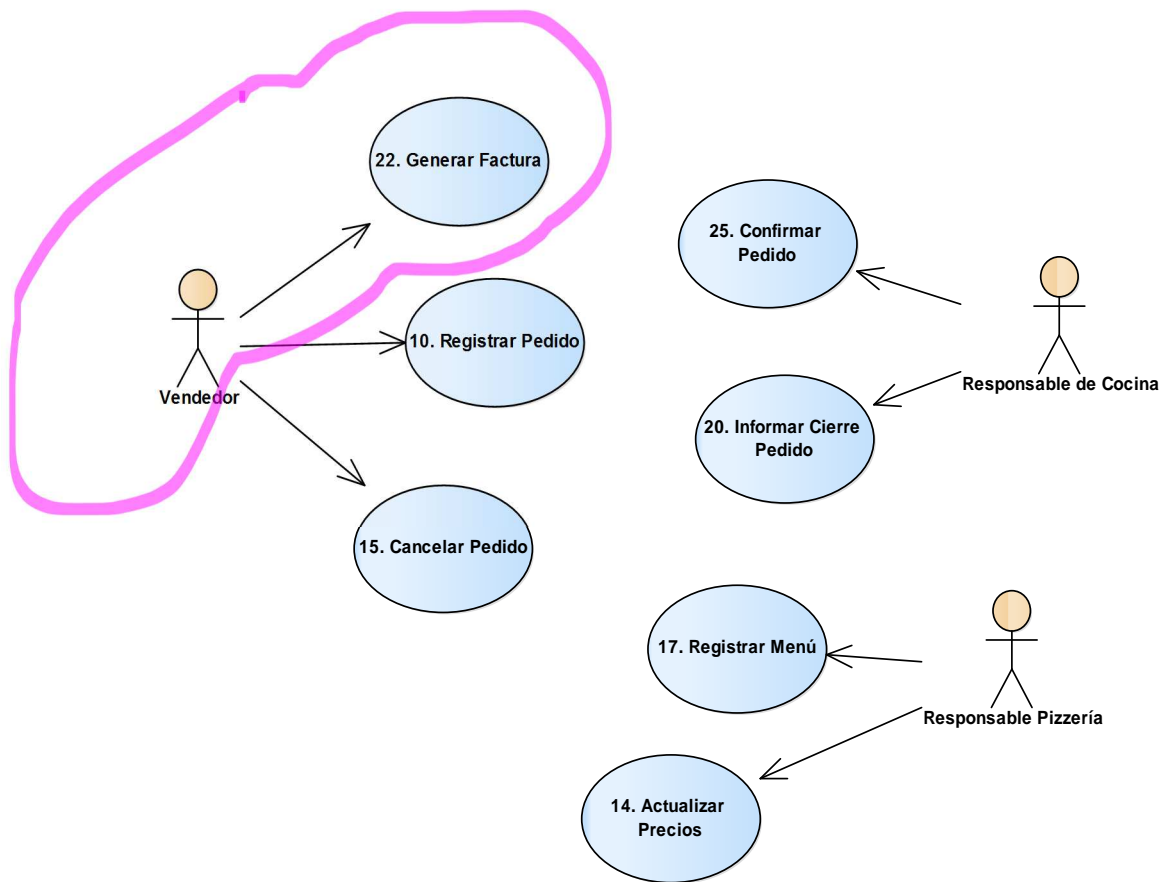 22. Generar Factura
25. Confirmar
Pedido
10. Registrar Pedido
Vendedor
Responsable de Cocina
20. Informar Cierre
Pedido
15. Cancelar Pedido
17. Registrar Menú
Responsable Pizzería
14. Actualizar
Precios